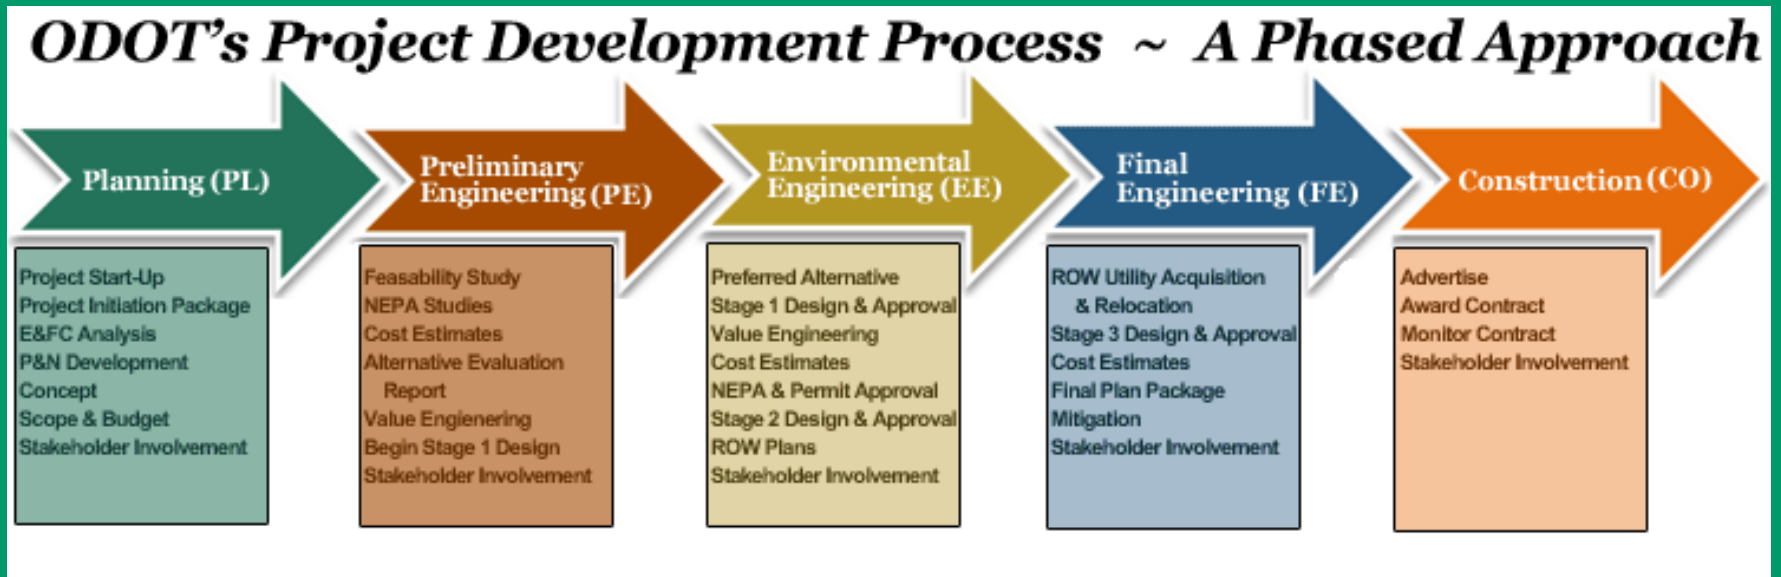 ODOT's Project Development Process ~ A Phased Approach
Planning (PL)
Project Start-Up
Project Initiation Package
E&FC Analysis
P&N Development
Concept
Scope & Budget
Stakeholder Involvement
Preliminary
Engineering (PE)
Feasability Study
NEPA Studies
Cost Estimates
Alternative Evaluation
Report
Value Engienering
Begin Stage 1 Design
Stakeholder Involvement
Environmental
Engineering (EE)
Preferred Alternative
Stage 1 Design & Approval
Value Engineering
Cost Estimates
NEPA & Permit Approval
Stage 2 Design & Approval
ROW Plans
Stakeholder Involvement
Final
Engineering (FE)
ROW Utility Acquisition
& Relocation
Stage 3 Design & Approval
Cost Estimates
Final Plan Package
Mitigation
Stakeholder Involvement
Construction (CO)
Advertise
Award Contract
Monitor Contract
Stakeholder Involvement